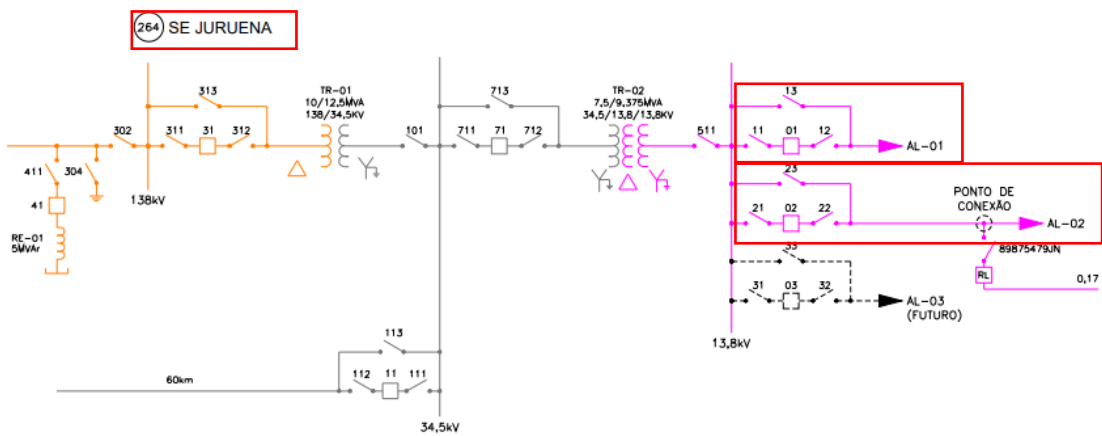 264 SE JURUENA
313
302
311
31
312
TR-01
10/12,5MVA
138/34,5KV
411
304
41
138kV
RE-01
5MVAr
101
713
711
71
712
TR-02
7,5/9,375MVA
34,5/13,8/13,8KV
511
13
11
01
12
AL-01
23
21
02
22
PONTO DE
CONEXÃO
AL-02
89875479JN
RL
0,17
33
31
03
32
AL-03
(FUTURO)
13,8kV
113
112
11
111
60km
34,5kV